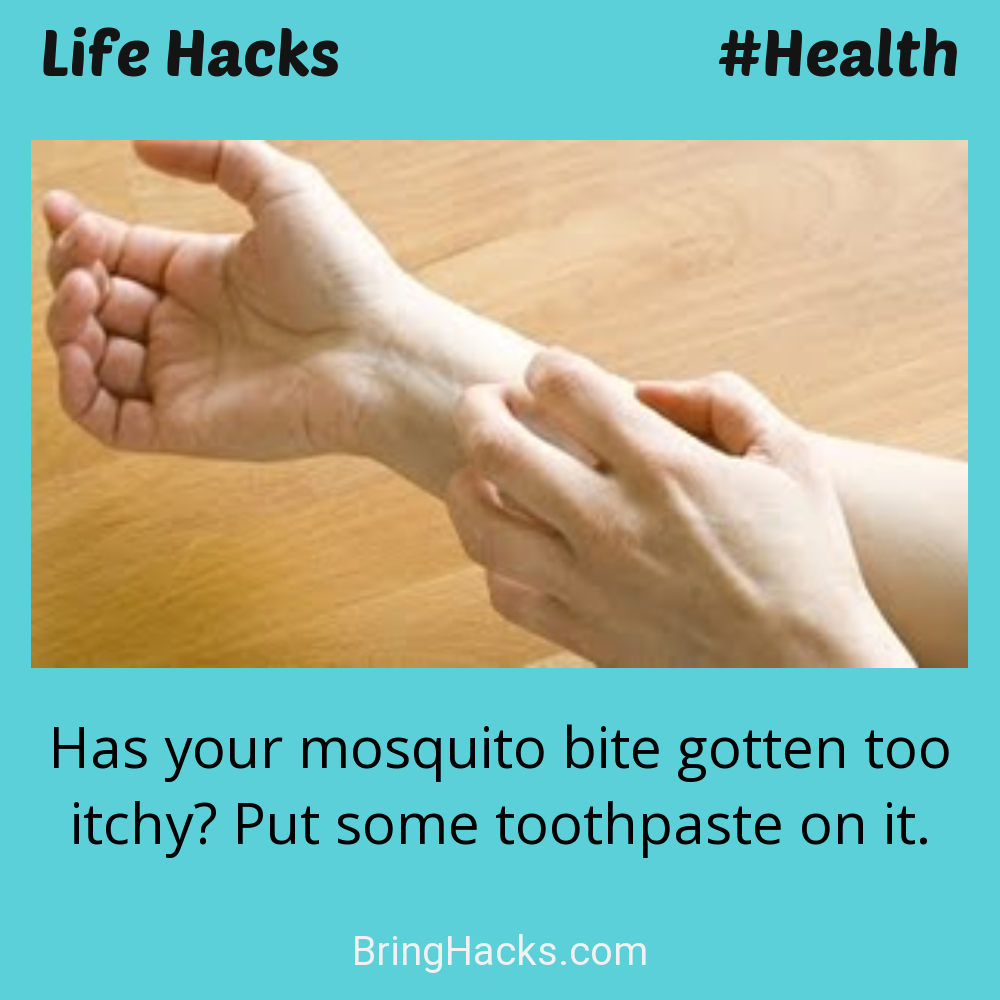 Life Hacks
#Health
Has your mosquito bite gotten too
itchy? Put some toothpaste on it.
BringHacks.com